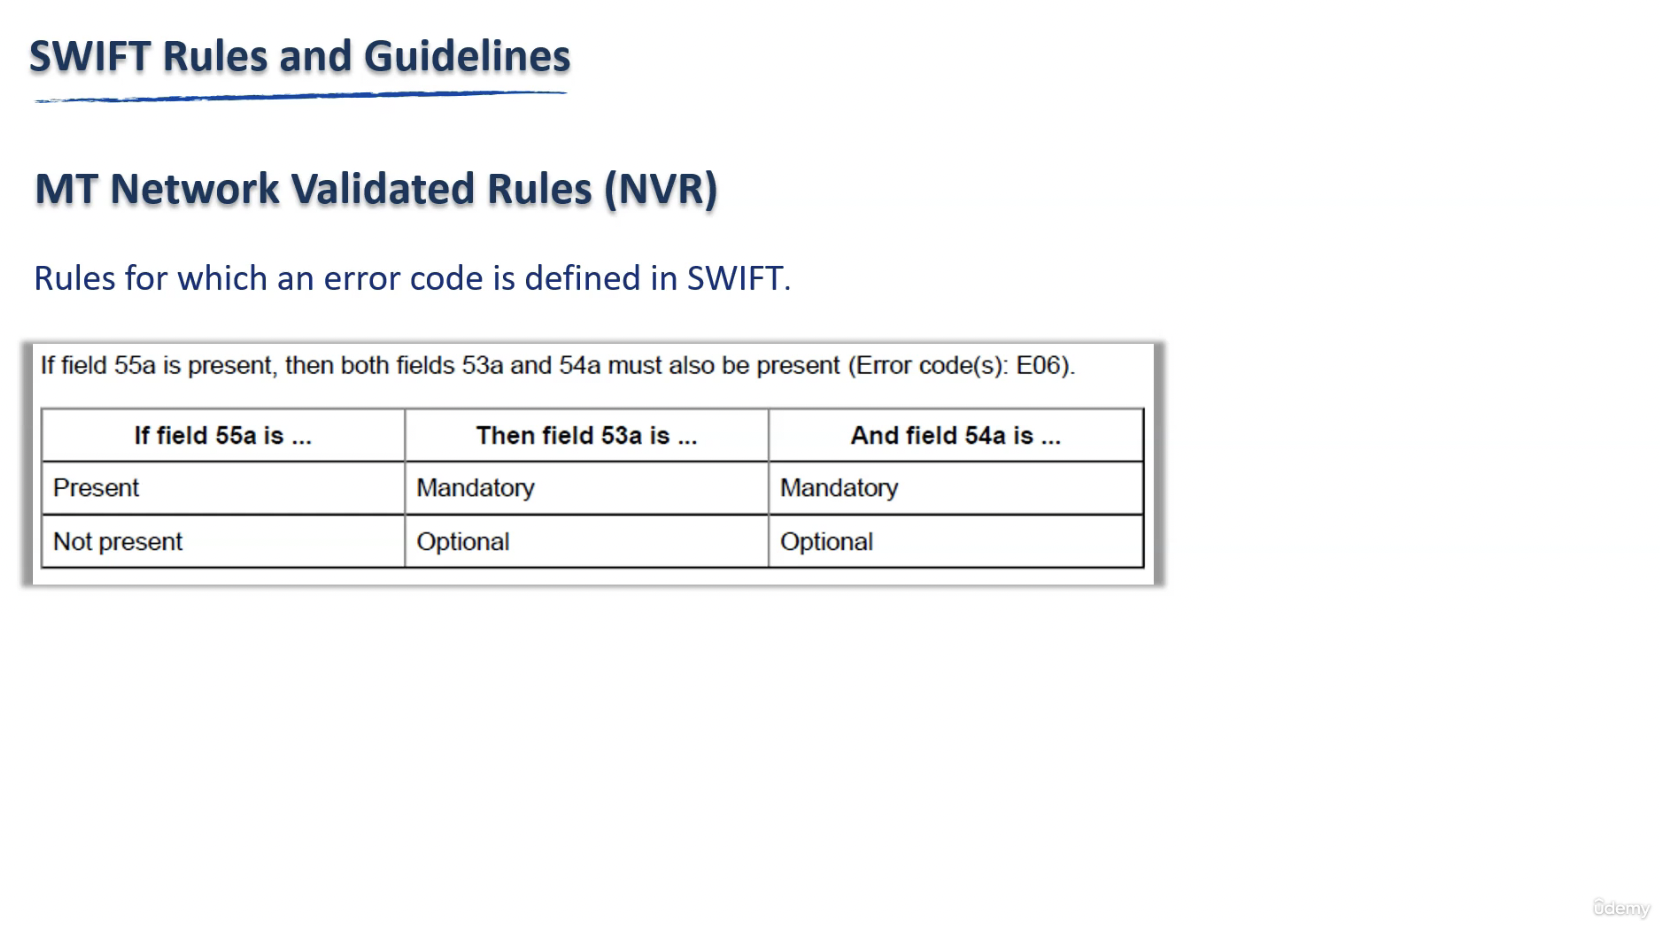 SWIFT Rules and Guidelines
MT Network Validated Rules (NVR)
Rules for which an error code is defined in SWIFT.
If field 55a is present, then both fields 53a and 54a must also be present (Error code(s): E06).
If field 55a is ... Then field 53a is ... And field 54a is ...
Present Mandatory Mandatory
Not present Optional Optional
ûdemy